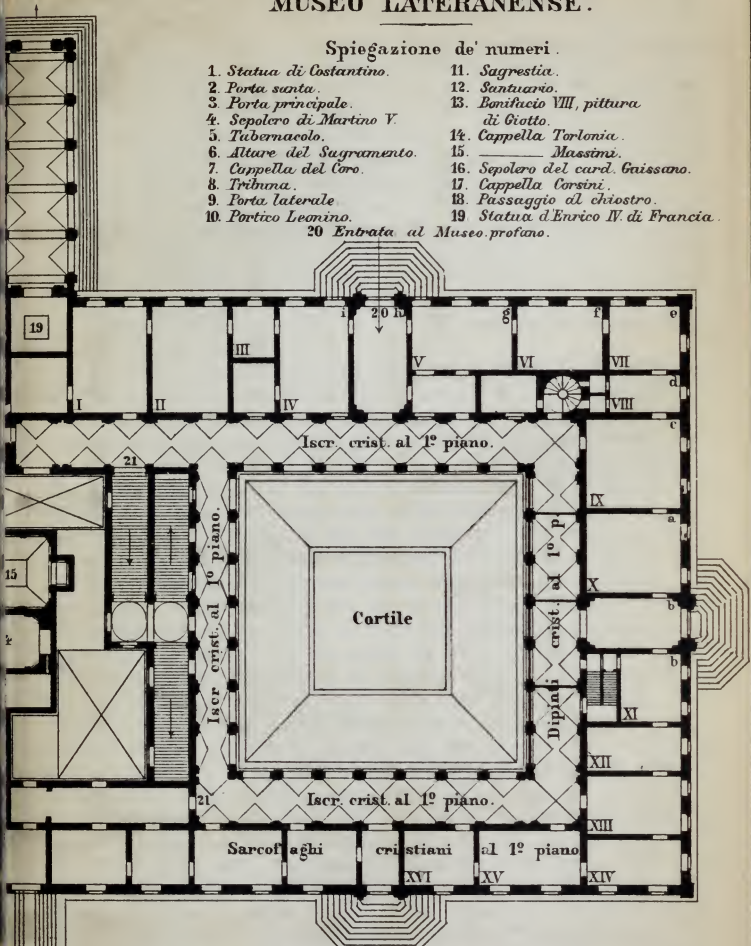 MUSEO LATERANENSE.
Spiegazione de' numeri.
1. Statua di Costantino.
2. Porta santa.
3. Porta principale.
4. Sepolcro di Martino V.
5. Tabernacolo.
6. Altare del Sagramento.
7. Cappella del Coro.
8. Tribuna.
9. Porta laterale
10. Portico Leonino.
11. Sagrestia.
12. Santuario.
13. Bonifacio VIII, pittura
di Giotto.
14. Cappella Torlonia.
15. ——— Massimi.
16. Sepolcro del card. Gaissano.
17. Cappella Corsini.
18. Passaggio al chiostro.
19 Statua d'Enrico IV. di Francia.
20 Entrata al Museo profano.
19
I
II
III
IV
i
20 h
g
V
f
VI
e
VII
d
VIII
c
IX
a
X
b
b
XI
XII
XIII
XIV
XV
XVI
Iscr. crist. al 1º piano.
21
Iscr. crist. al 1º piano.
Cortile
Dipinti crist. al 1º p.
15
21
Iscr. crist. al 1º piano.
Sarcofaghi cristiani al 1º piano